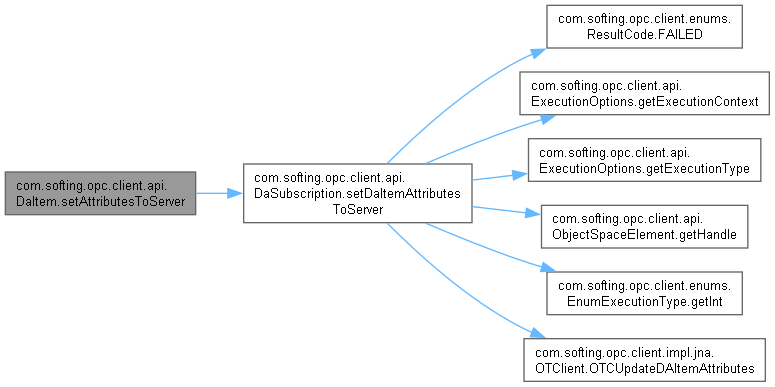 com.softing.opc.client.api.
DaItem.setAttributesToServer
com.softing.opc.client.api.
DaSubscription.setDaItemAttributes
ToServer
com.softing.opc.client.enums.
ResultCode.FAILED
com.softing.opc.client.api.
ExecutionOptions.getExecutionContext
com.softing.opc.client.api.
ExecutionOptions.getExecutionType
com.softing.opc.client.api.
ObjectSpaceElement.getHandle
com.softing.opc.client.enums.
EnumExecutionType.getInt
com.softing.opc.client.impl.jna.
OTClient.OTCUpdateDAItemAttributes